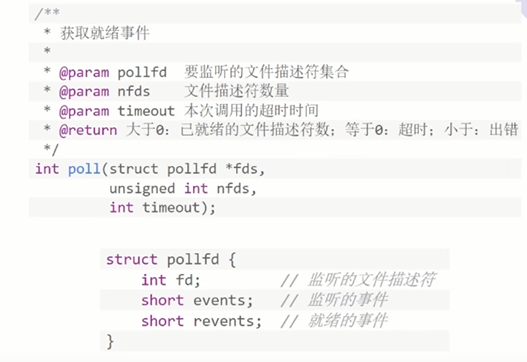 /**
 * 获取就绪事件
 *
 * @param pollfd  要监听的文件描述符集合
 * @param nfds    文件描述符数量
 * @param timeout 本次调用的超时时间
 * @return 大于0：已就绪的文件描述符数；等于0：超时；小于：出错
 */
int poll(struct pollfd *fds,
         unsigned int nfds,
         int timeout);
struct pollfd {
    int fd;         // 监听的文件描述符
    short events;   // 监听的事件
    short revents;  // 就绪的事件
}